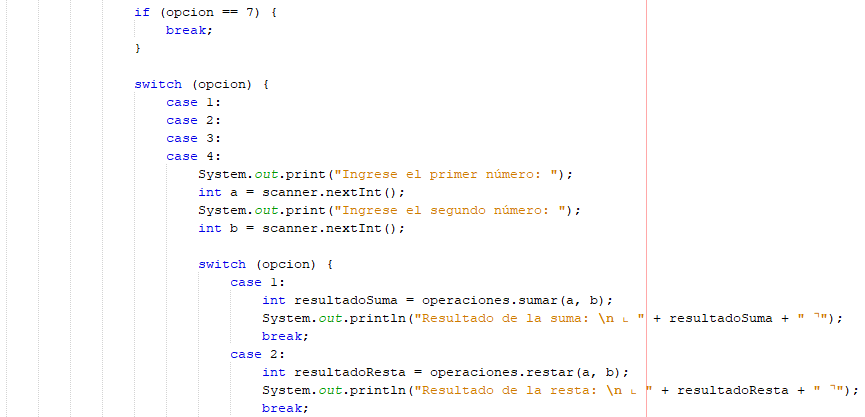 if (opcion == 7) {
break;
}
switch (opcion) {
case 1:
case 2:
case 3:
case 4:
System.out.print("Ingrese el primer número: ");
int a = scanner.nextInt();
System.out.print("Ingrese el segundo número: ");
int b = scanner.nextInt();
switch (opcion) {
case 1:
int resultadoSuma = operaciones.sumar(a, b);
System.out.println("Resultado de la suma: \n ⌞ " + resultadoSuma + " ⌝");
break;
case 2:
int resultadoResta = operaciones.restar(a, b);
System.out.println("Resultado de la resta: \n ⌞ " + resultadoResta + " ⌝");
break;